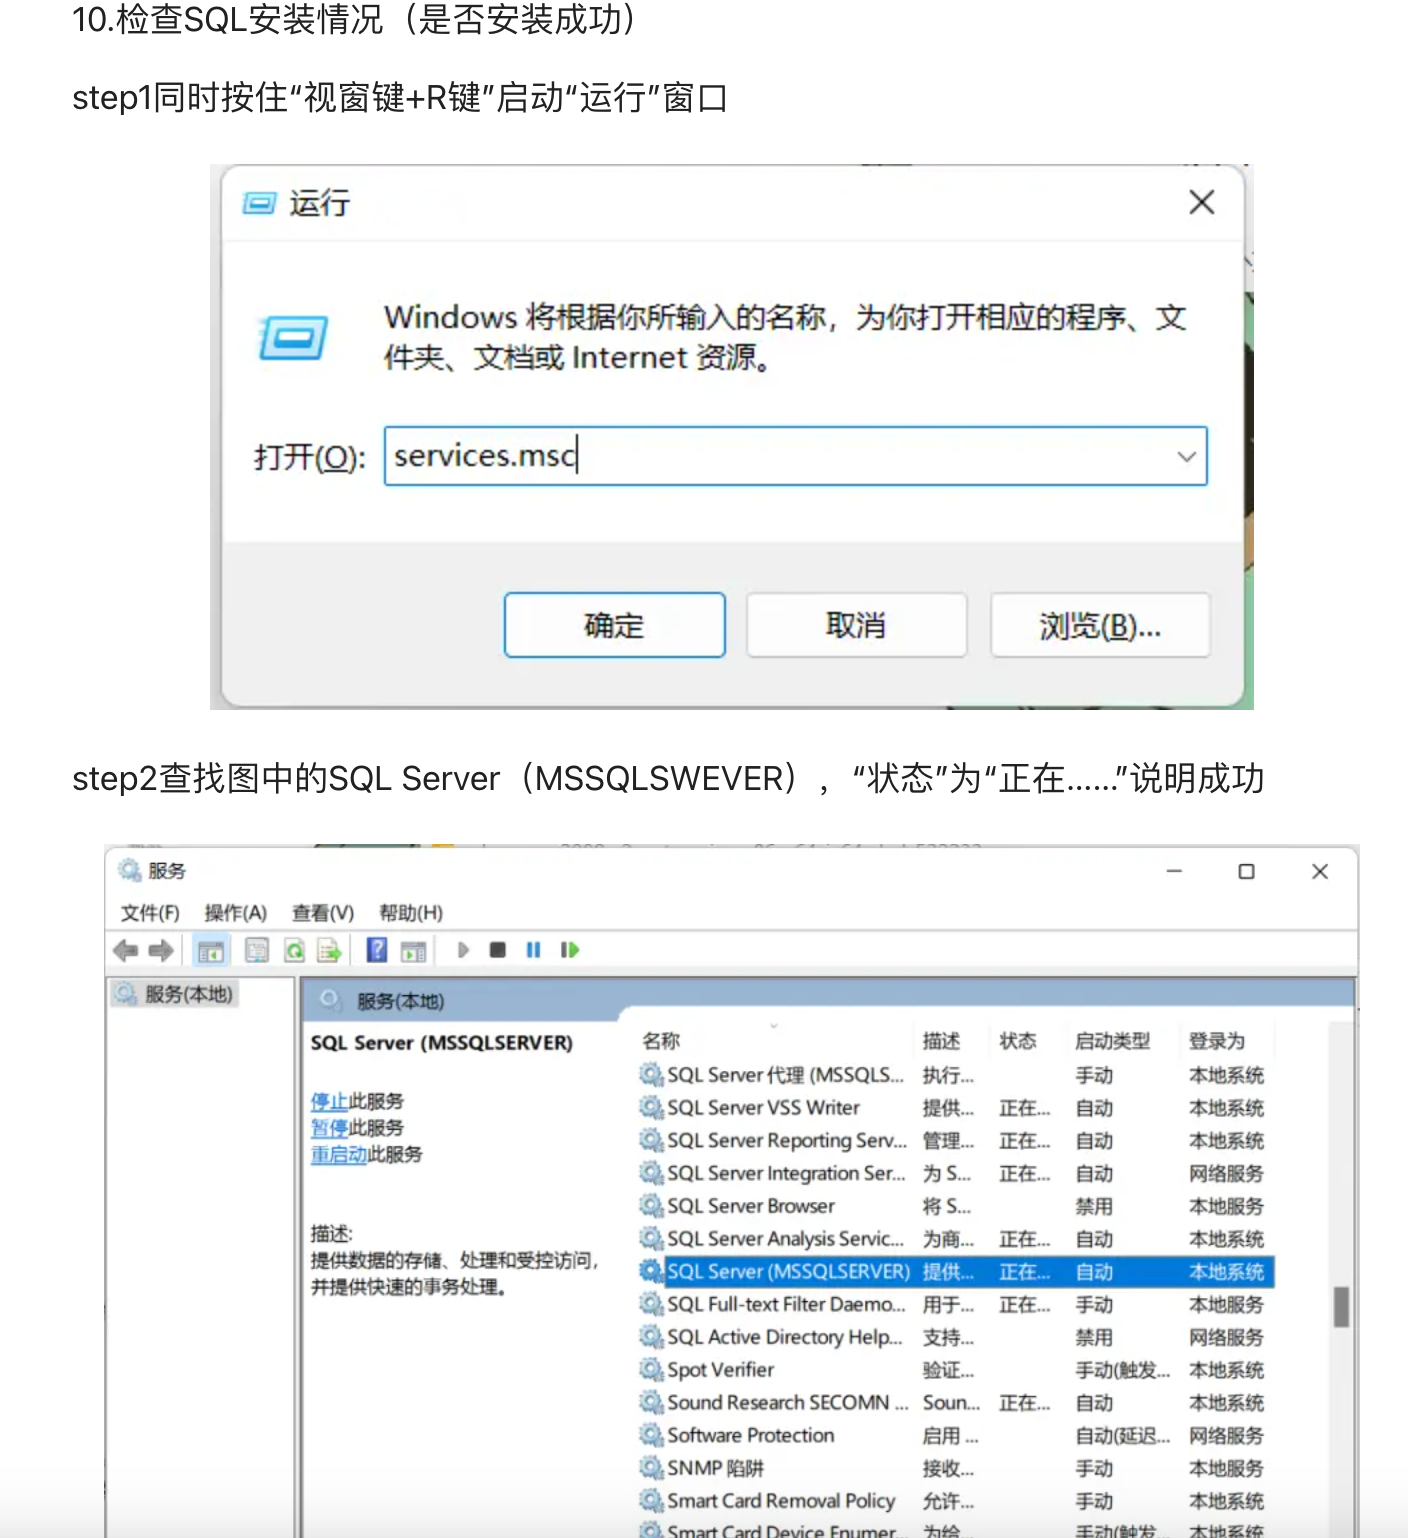 10.检查SQL安装情况（是否安装成功）
step1同时按住“视窗键+R键”启动“运行”窗口
运行
Windows 将根据你所输入的名称，为你打开相应的程序、文
件夹、文档或 Internet 资源。
打开(O): services.msc
确定 取消 浏览(B)...
step2查找图中的SQL Server（MSSQLSWEVER），“状态”为“正在……”说明成功
服务
文件(F) 操作(A) 查看(V) 帮助(H)
服务(本地)
服务(本地)
SQL Server (MSSQLSERVER)
停止此服务
暂停此服务
重启动此服务
描述:
提供数据的存储、处理和受控访问，
并提供快速的事务处理。
名称 描述 状态 启动类型 登录为
SQL Server 代理 (MSSQLS... 执行... 手动 本地系统
SQL Server VSS Writer 提供... 正在... 自动 本地系统
SQL Server Reporting Serv... 管理... 正在... 自动 本地系统
SQL Server Integration Ser... 为 S... 正在... 自动 网络服务
SQL Server Browser 将 S... 禁用 本地服务
SQL Server Analysis Servic... 为商... 正在... 自动 本地系统
SQL Server (MSSQLSERVER) 提供... 正在... 自动 本地系统
SQL Full-text Filter Daemo... 用于... 正在... 手动 本地服务
SQL Active Directory Help... 支持... 禁用 网络服务
Spot Verifier 验证... 手动(触发... 本地系统
Sound Research SECOMN ... Soun... 正在... 自动 本地系统
Software Protection 启用 ... 自动(延迟... 网络服务
SNMP 陷阱 接收... 手动 本地服务
Smart Card Removal Policy 允许... 手动 本地系统
Smart Card Device Enumer... 为给... 手动(触发... 本地系统